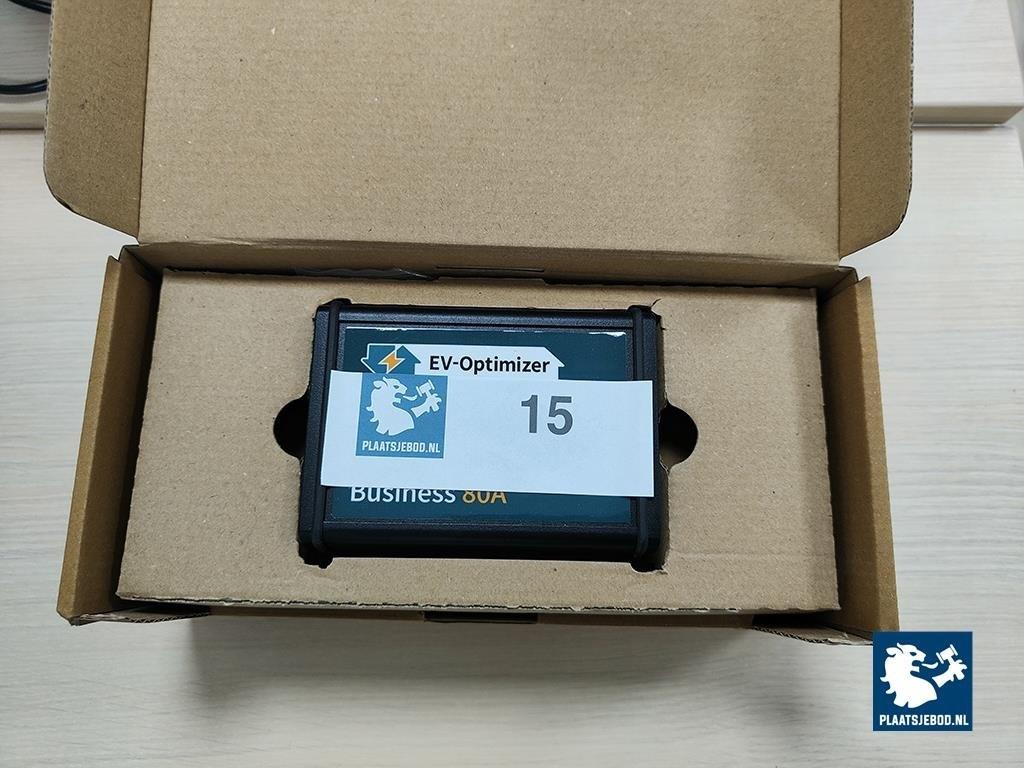 EV-Optimizer
15
PLAATSJEBOD.NL
Business 80A
PLAATSJEBOD.NL